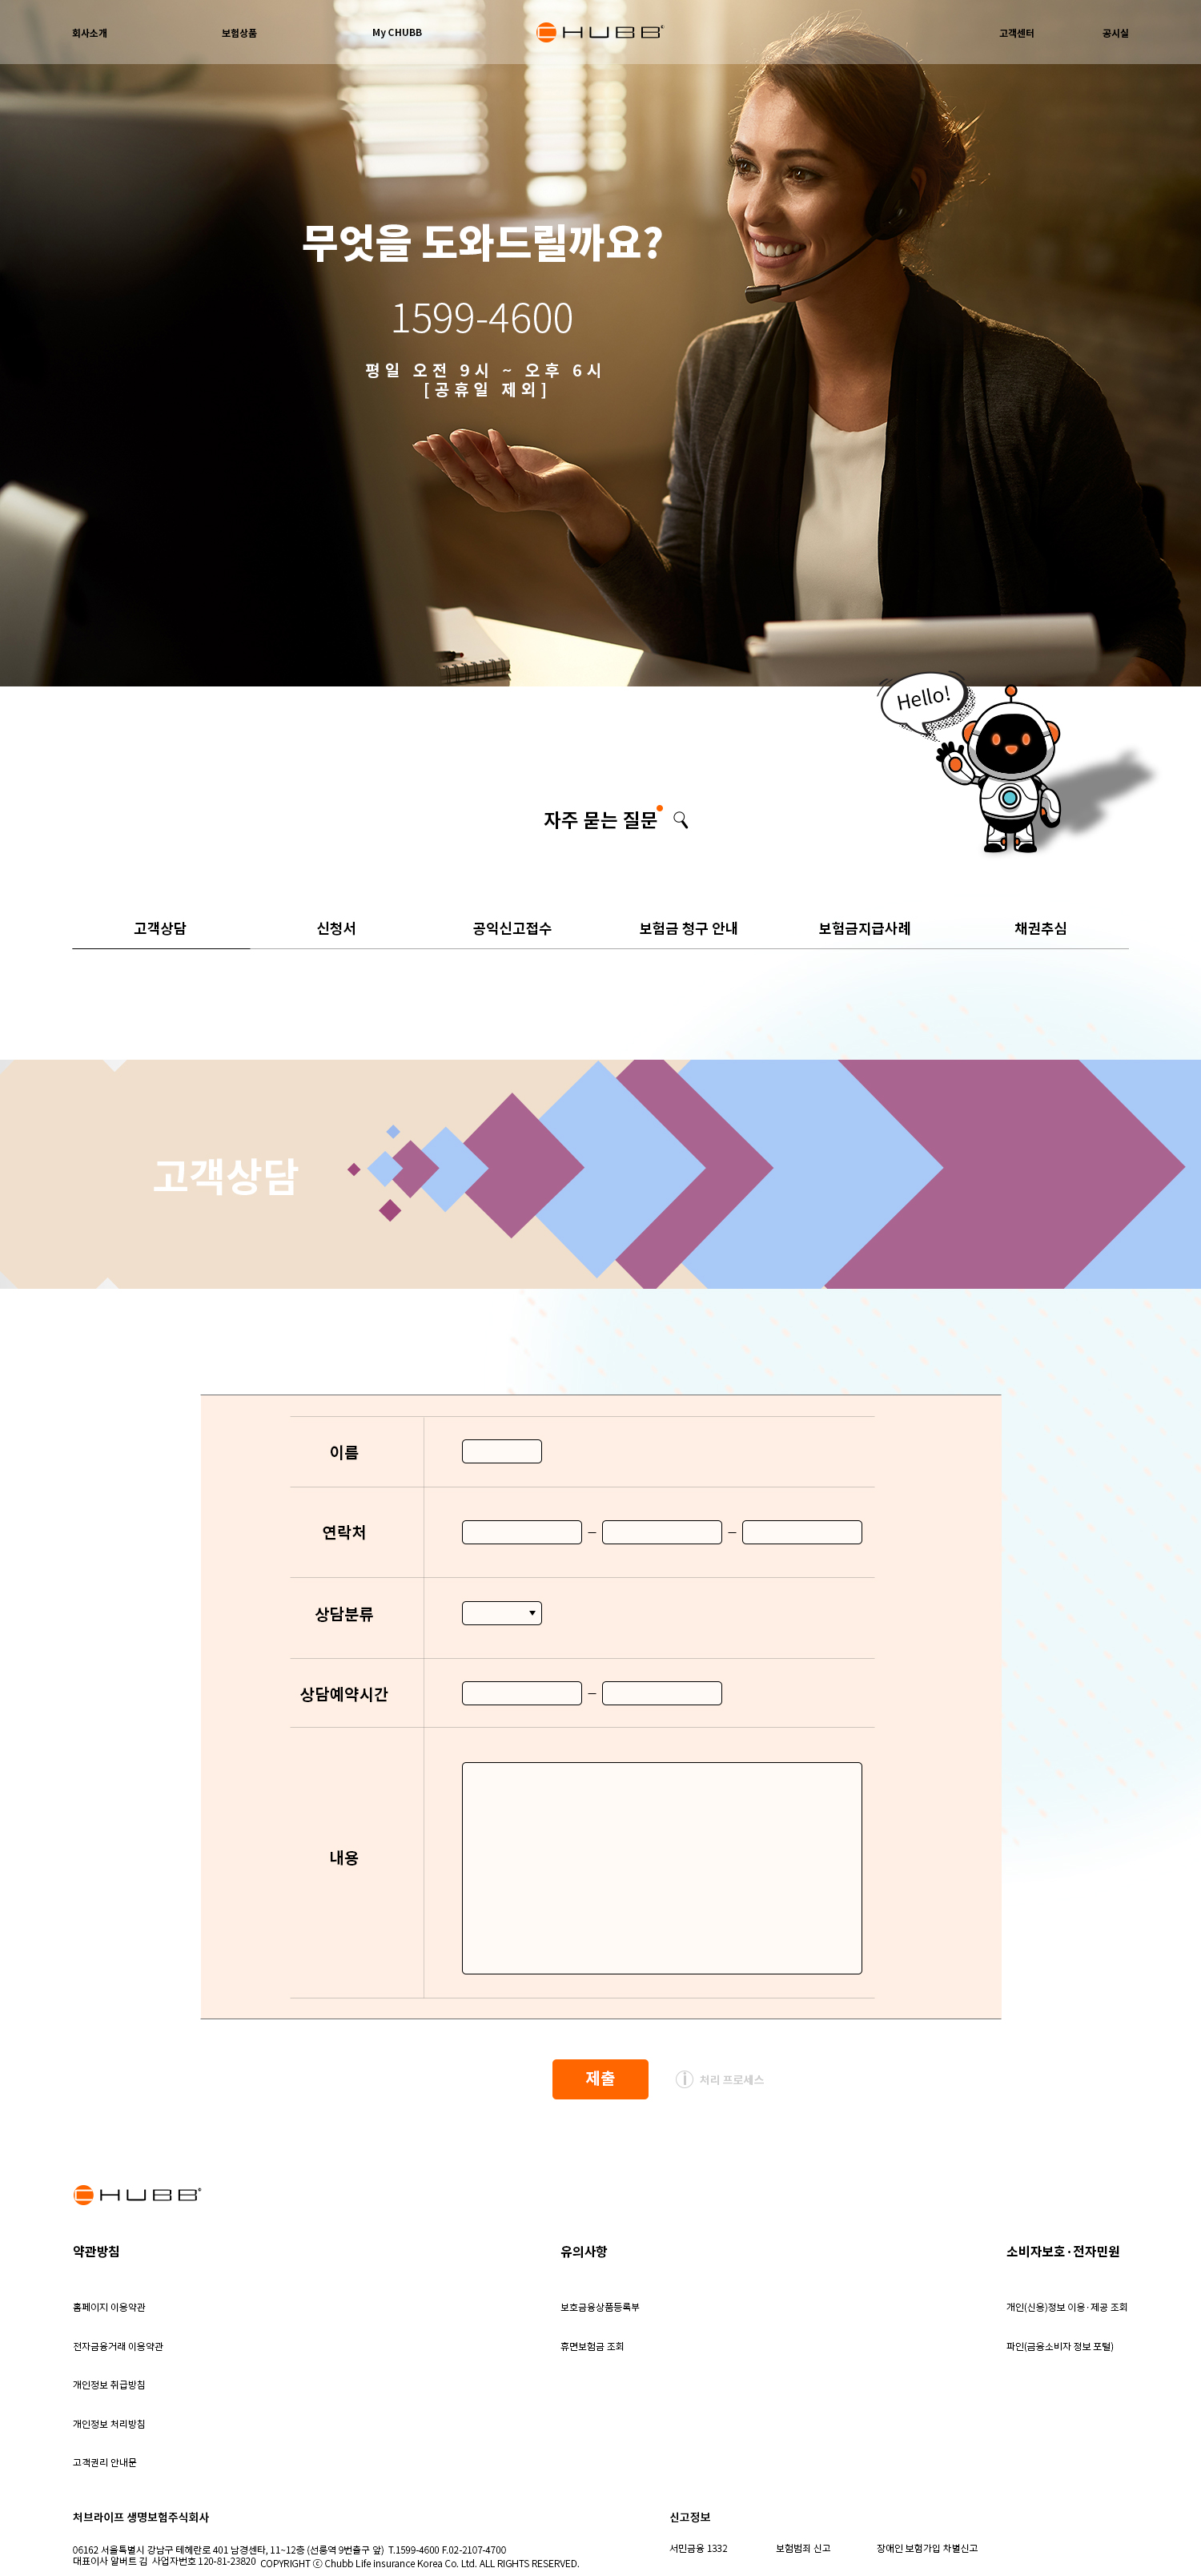 회사소개
보험상품
My CHUBB
CHUBB
고객센터
공시실
무엇을 도와드릴까요?
1599-4600
평일 오전 9시 ~ 오후 6시
[공휴일 제외]
Hello!
자주 묻는 질문
고객상담
신청서
공익신고접수
보험금 청구 안내
보험금지급사례
채권추심
고객상담
이름
연락처
상담분류
상담예약시간
내용
제출
처리 프로세스
CHUBB
약관방침
유의사항
소비자보호·전자민원
홈페이지 이용약관
보호금융상품등록부
개인(신용)정보 이용·제공 조회
전자금융거래 이용약관
휴면보험금 조회
파인(금융소비자 정보 포털)
개인정보 취급방침
개인정보 처리방침
고객권리 안내문
처브라이프 생명보험주식회사
신고정보
06162 서울특별시 강남구 테헤란로 401 남경센타, 11~12층 (선릉역 9번출구 앞) T.1599-4600 F.02-2107-4700
대표이사 알버트 김 사업자번호 120-81-23820 COPYRIGHT ⓒ Chubb Life insurance Korea Co. Ltd. ALL RIGHTS RESERVED.
서민금융 1332
보험범죄 신고
장애인 보험가입 차별신고